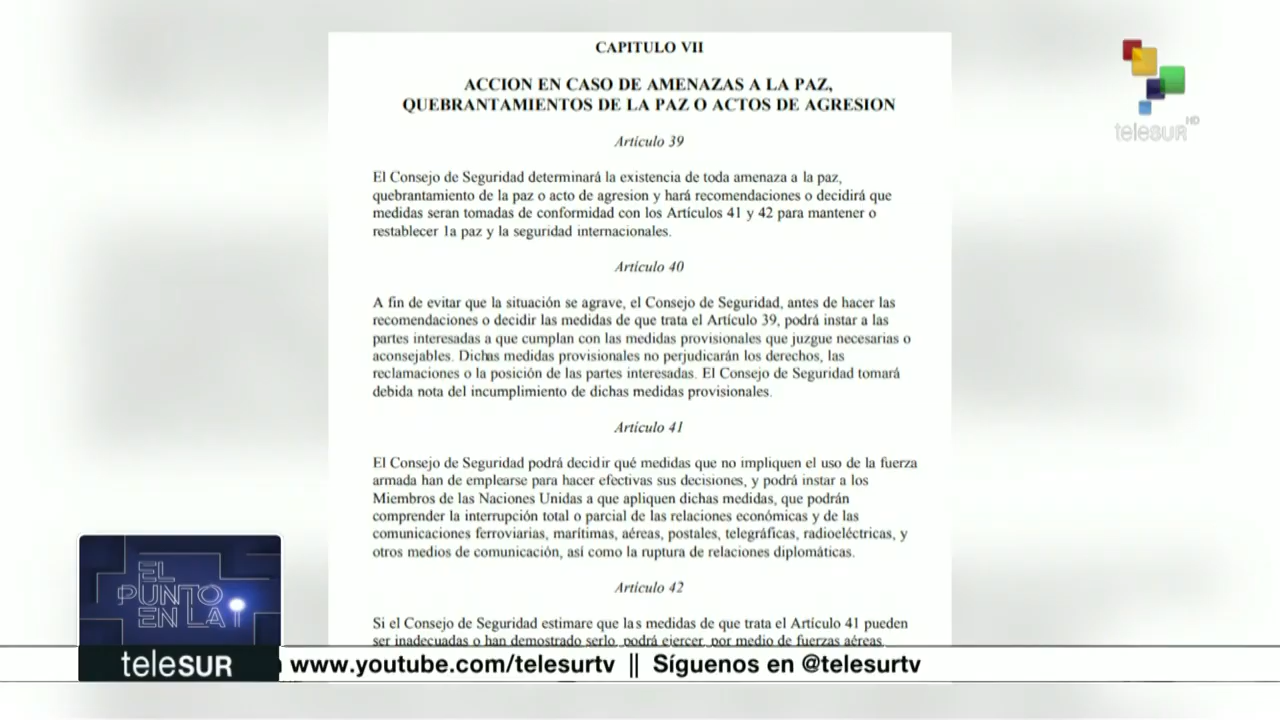 CAPITULO VII
ACCION EN CASO DE AMENAZAS A LA PAZ,
QUEBRANTAMIENTOS DE LA PAZ O ACTOS DE AGRESION
Artículo 39
El Consejo de Seguridad determinará la existencia de toda amenaza a la paz,
quebrantamiento de la paz o acto de agresion y hará recomendaciones o decidirá que
medidas seran tomadas de conformidad con los Artículos 41 y 42 para mantener o
restablecer 1a paz y la seguridad internacionales.
Artículo 40
A fin de evitar que la situación se agrave, el Consejo de Seguridad, antes de hacer las
recomendaciones o decidir las medidas de que trata el Artículo 39, podrá instar a las
partes interesadas a que cumplan con las medidas provisionales que juzgue necesarias o
aconsejables. Dichas medidas provisionales no perjudicarán los derechos, las
reclamaciones o la posición de las partes interesadas. El Consejo de Seguridad tomará
debida nota del incumplimiento de dichas medidas provisionales.
Artículo 41
El Consejo de Seguridad podrá decidir qué medidas que no impliquen el uso de la fuerza
armada han de emplearse para hacer efectivas sus decisiones, y podrá instar a los
Miembros de las Naciones Unidas a que apliquen dichas medidas, que podrán
comprender la interrupción total o parcial de las relaciones económicas y de las
comunicaciones ferroviarias, marítimas, aéreas, postales, telegráficas, radioeléctricas, y
otros medios de comunicación, así como la ruptura de relaciones diplomáticas.
Artículo 42
Si el Consejo de Seguridad estimare que las medidas de que trata el Artículo 41 pueden
ser inadecuadas o han demostrado serlo, podrá ejercer, por medio de fuerzas aéreas,
teleSUR HD
EL
PUNTO
EN LA I
teleSUR
www.youtube.com/telesurtv || Síguenos en @telesurtv